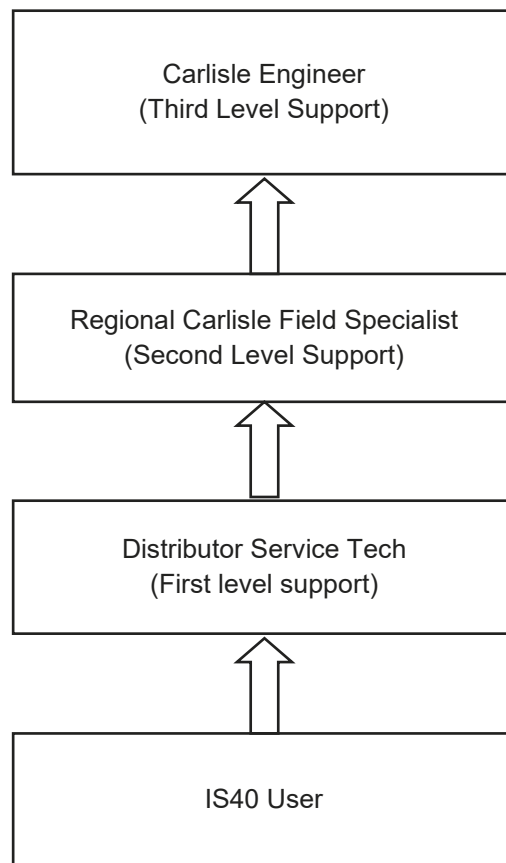 Carlisle Engineer
(Third Level Support)
Regional Carlisle Field Specialist
(Second Level Support)
Distributor Service Tech
(First level support)
IS40 User